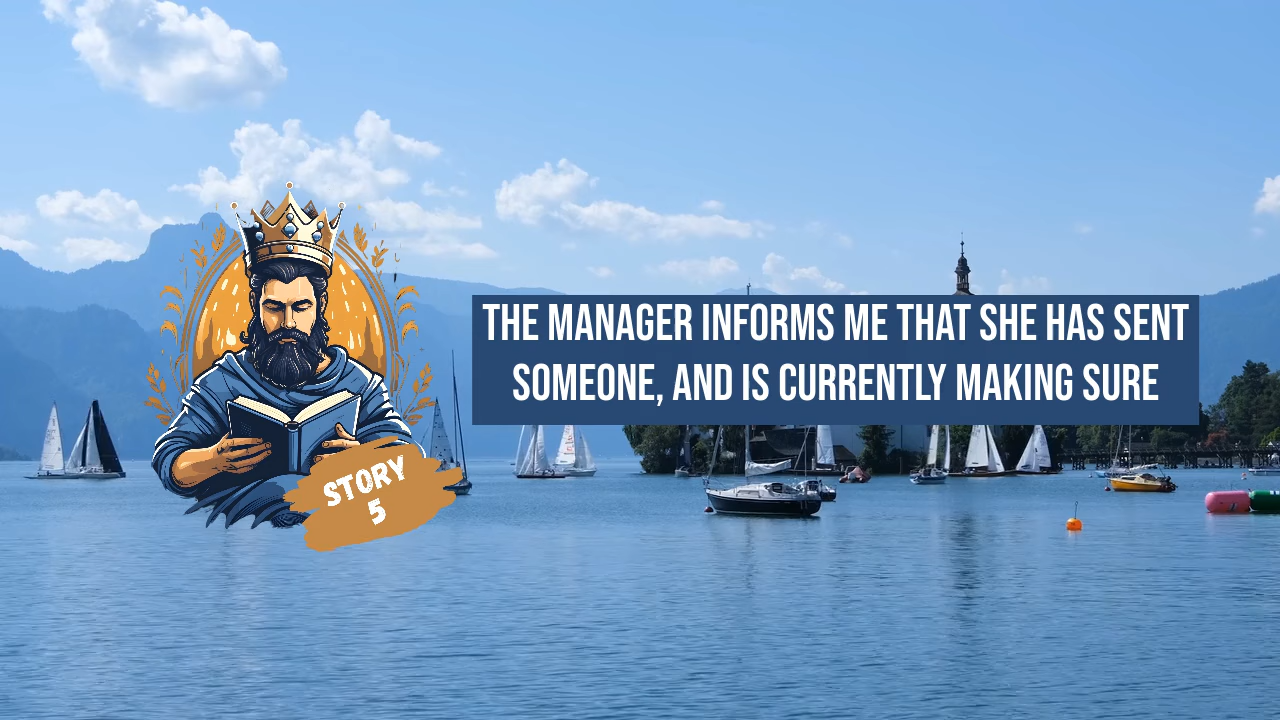 THE MANAGER INFORMS ME THAT SHE HAS SENT
SOMEONE, AND IS CURRENTLY MAKING SURE
STORY
5